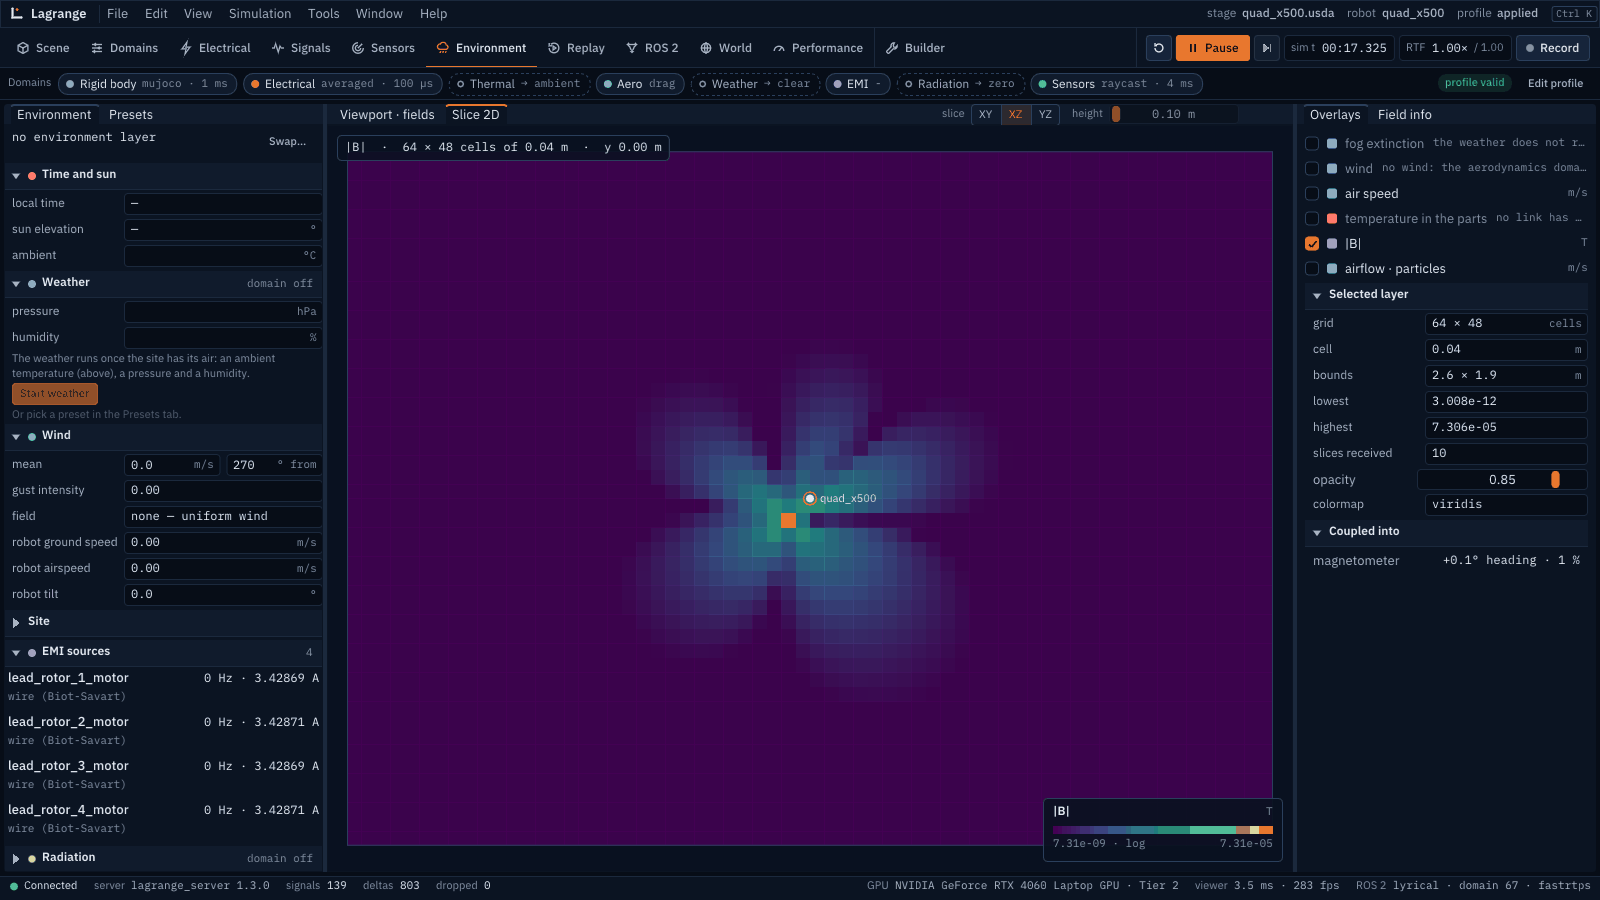 Lagrange File Edit View Simulation Tools Window Help stage quad_x500.usda robot quad_x500 profile applied Ctrl K
Scene Domains Electrical Signals Sensors Environment Replay ROS 2 World Performance Builder Pause sim t 00:17.325 RTF 1.00× / 1.00 Record
Domains Rigid body mujoco · 1 ms Electrical averaged · 100 µs Thermal → ambient Aero drag Weather → clear EMI - Radiation → zero Sensors raycast · 4 ms profile valid Edit profile
Environment Presets
no environment layer Swap...
Time and sun
local time —
sun elevation — °
ambient °C
Weather domain off
pressure hPa
humidity %
The weather runs once the site has its air: an ambient
temperature (above), a pressure and a humidity.
Start weather
Or pick a preset in the Presets tab.
Wind
mean 0.0 m/s 270 ° from
gust intensity 0.00
field none — uniform wind
robot ground speed 0.00 m/s
robot airspeed 0.00 m/s
robot tilt 0.0 °
Site
EMI sources 4
lead_rotor_1_motor 0 Hz · 3.42869 A
wire (Biot-Savart)
lead_rotor_2_motor 0 Hz · 3.42871 A
wire (Biot-Savart)
lead_rotor_3_motor 0 Hz · 3.42869 A
wire (Biot-Savart)
lead_rotor_4_motor 0 Hz · 3.42871 A
wire (Biot-Savart)
Radiation domain off
Viewport · fields Slice 2D slice XY XZ YZ height 0.10 m
|B| · 64 × 48 cells of 0.04 m · y 0.00 m
quad_x500
|B| T
7.31e-09 · log 7.31e-05
Overlays Field info
fog extinction the weather does not r…
wind no wind: the aerodynamics doma…
air speed m/s
temperature in the parts no link has …
|B| T
airflow · particles m/s
Selected layer
grid 64 × 48 cells
cell 0.04 m
bounds 2.6 × 1.9 m
lowest 3.008e-12
highest 7.306e-05
slices received 10
opacity 0.85
colormap viridis
Coupled into
magnetometer +0.1° heading · 1 %
Connected server lagrange_server 1.3.0 signals 139 deltas 803 dropped 0 GPU NVIDIA GeForce RTX 4060 Laptop GPU · Tier 2 viewer 3.5 ms · 283 fps ROS 2 lyrical · domain 67 · fastrtps